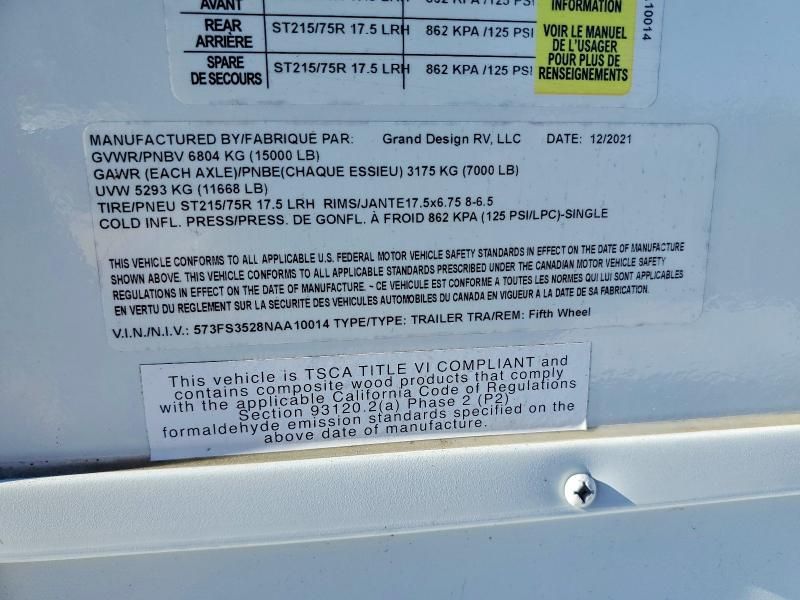 AVANT
862 KPA /125 PSI
INFORMATION
REAR
ARRIÈRE
ST215/75R 17.5 LRH
862 KPA /125 PSI
SPARE
DE SECOURS
ST215/75R 17.5 LRH
862 KPA /125 PSI
VOIR LE MANUEL
DE L'USAGER
POUR PLUS DE
RENSEIGNEMENTS
10014
MANUFACTURED BY/FABRIQUÉ PAR: Grand Design RV, LLC DATE: 12/2021
GVWR/PNBV 6804 KG (15000 LB)
GAWR (EACH AXLE)/PNBE(CHAQUE ESSIEU) 3175 KG (7000 LB)
UVW 5293 KG (11668 LB)
TIRE/PNEU ST215/75R 17.5 LRH RIMS/JANTE17.5x6.75 8-6.5
COLD INFL. PRESS/PRESS. DE GONFL. À FROID 862 KPA (125 PSI/LPC)-SINGLE
THIS VEHICLE CONFORMS TO ALL APPLICABLE U.S. FEDERAL MOTOR VEHICLE SAFETY STANDARDS IN EFFECT ON THE DATE OF MANUFACTURE
SHOWN ABOVE. THIS VEHICLE CONFORMS TO ALL APPLICABLE STANDARDS PRESCRIBED UNDER THE CANADIAN MOTOR VEHICLE SAFETY
REGULATIONS IN EFFECT ON THE DATE OF MANUFACTURE. ~ CE VEHICULE EST CONFORME A TOUTES LES NORMES QUI LUI SONT APPLICABLES
EN VERTU DU REGLEMENT SUR LA SECURITE DES VEHICULES AUTOMOBILES DU CANADA EN VIGUEUR A LA DATE DE SA FABRICATION.
V.I.N./N.I.V.: 573FS3528NAA10014 TYPE/TYPE: TRAILER TRA/REM: Fifth Wheel
This vehicle is TSCA TITLE VI COMPLIANT and
contains composite wood products that comply
with the applicable California Code of Regulations
Section 93120.2(a) Phase 2 (P2)
formaldehyde emission standards specified on the
above date of manufacture.